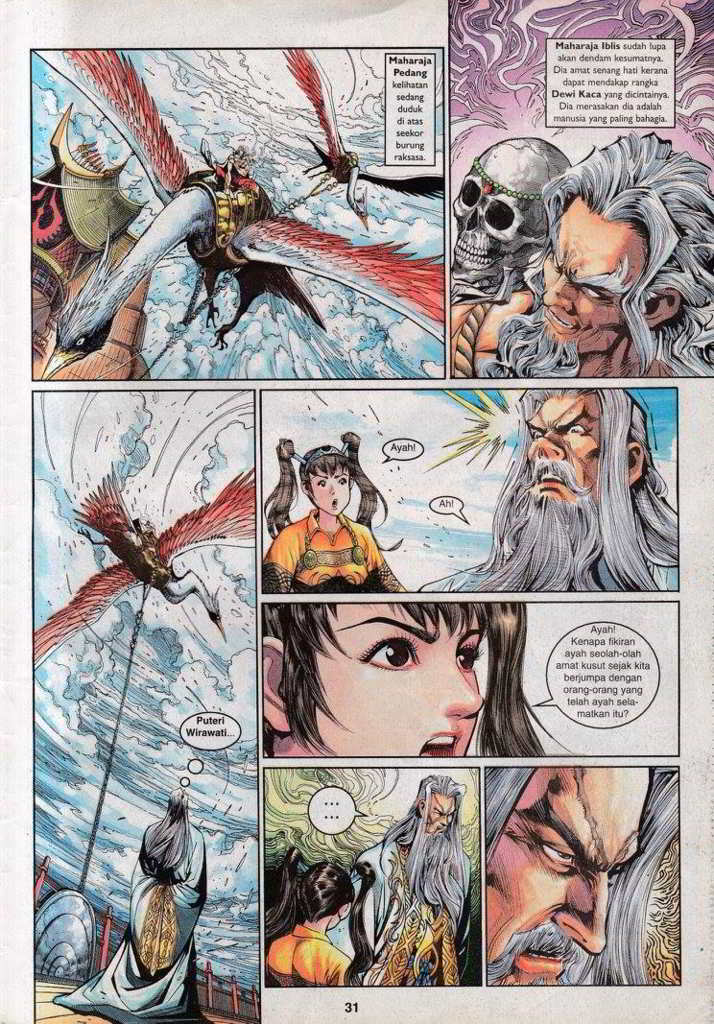 Maharaja
Pedang
kelihatan
sedang
duduk
di atas
seekor
burung
raksasa.
Maharaja Iblis sudah lupa
akan dendam kesumatnya.
Dia amat senang hati kerana
dapat mendakap rangka
Dewi Kaca yang dicintainya.
Dia merasakan dia adalah
manusia yang paling bahagia.
Puteri
Wirawati...
Ayah!
Ah!
Ayah!
Kenapa fikiran
ayah seolah-olah
amat kusut sejak kita
berjumpa dengan
orang-orang yang
telah ayah sela-
matkan itu?
...
...
31